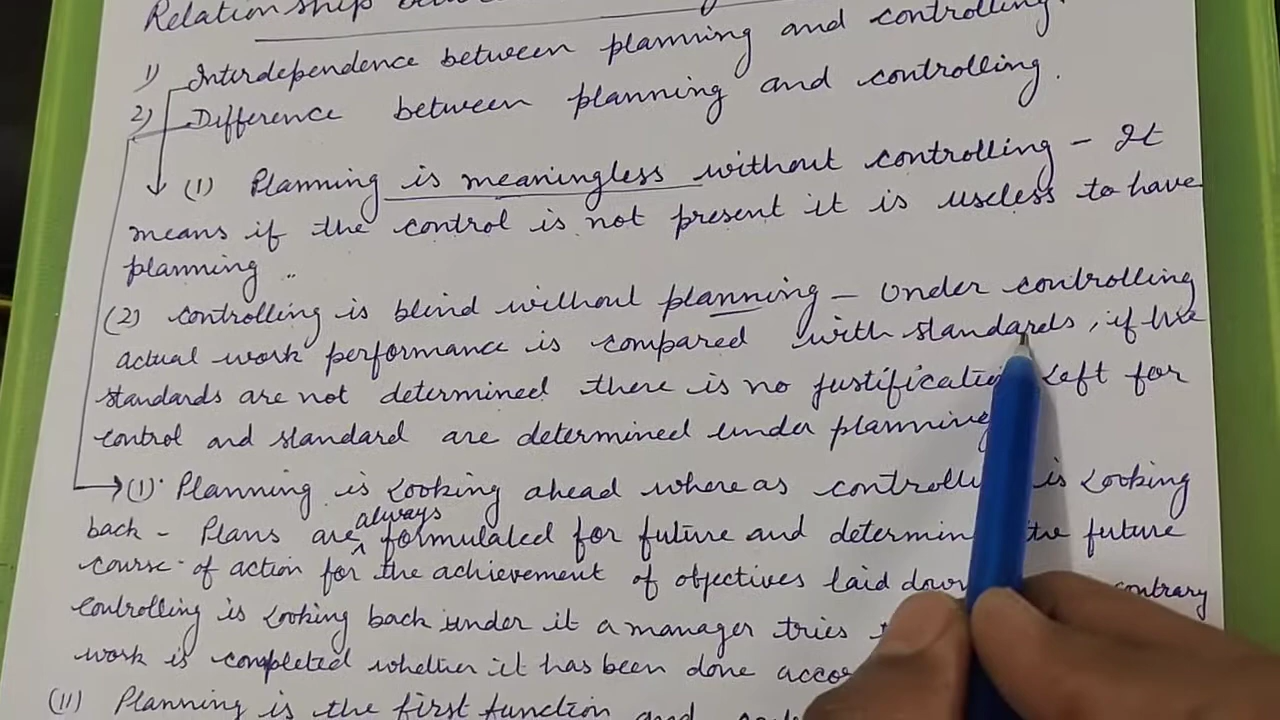 Relationship
1) Interdependence between planning and controlling.
2) Difference between planning and controlling.
(1) Planning is meaningless without controlling - It
means if the control is not present it is useless to have
planning ..
(2) controlling is blind without planning - Under controlling
actual work performance is compared with standards, if the
standards are not determined there is no justification left for
control and standard are determined under planning
(1) Planning is looking ahead where as controlling is looking
back - Plans are always formulated for future and determine the future
course of action for the achievement of objectives laid down contrary
controlling is looking back under it a manager tries
work is completed whether it has been done
(11) Planning is the first function and